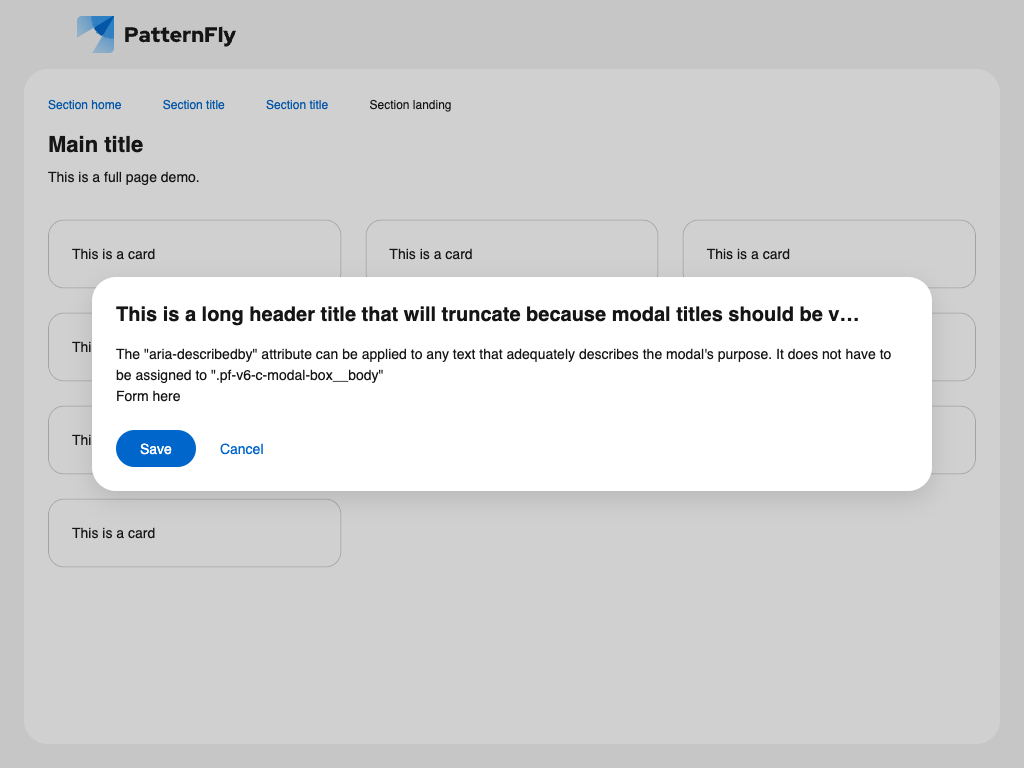 PatternFly
Section home Section title Section title Section landing
Main title
This is a full page demo.
This is a card This is a card This is a card
This is a long header title that will truncate because modal titles should be v…
Thi
The "aria-describedby" attribute can be applied to any text that adequately describes the modal's purpose. It does not have to
be assigned to ".pf-v6-c-modal-box__body"
Form here
Thi
Save Cancel
This is a card